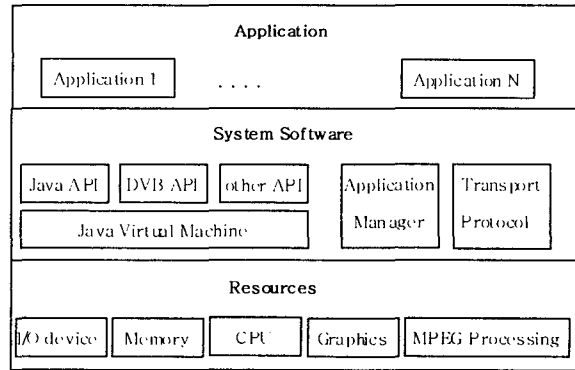 Application
Application 1 .... Application N
System Software
Java API DVB API other API Application Manager Transport Protocol
Java Virtual Machine
Resources
I/O device Memory CPU Graphics MPEG Processing